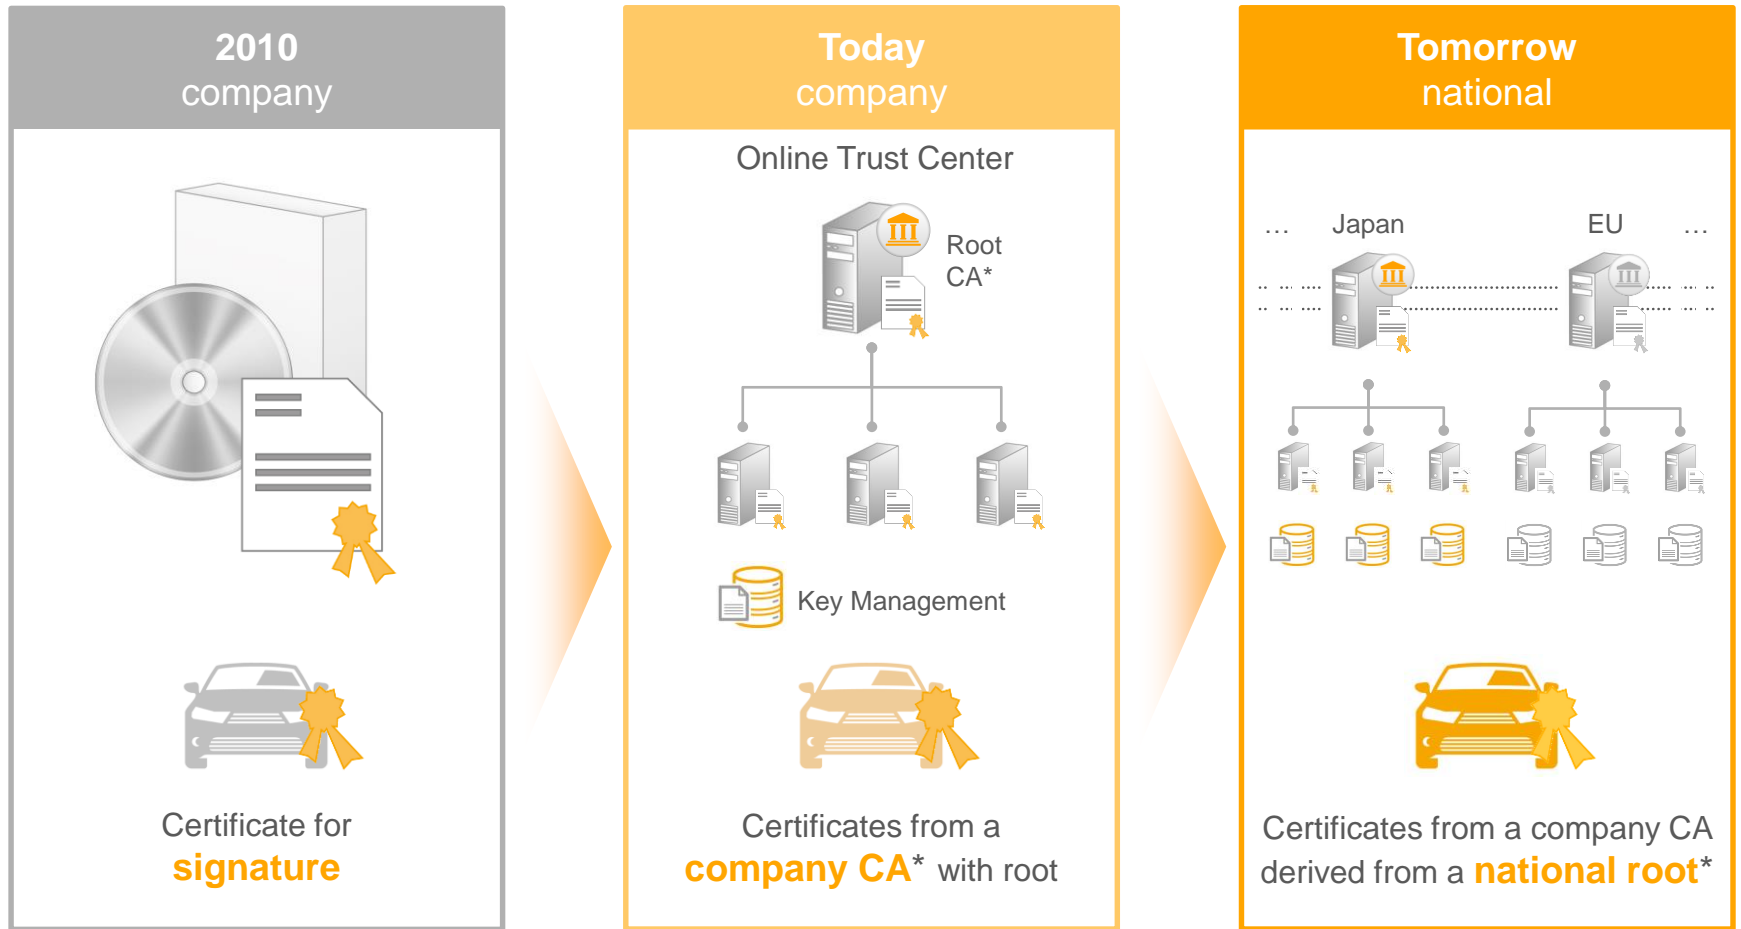 2010
company
Certificate for
signature
Today
company
Online Trust Center
Root
CA*
Key Management
Certificates from a
company CA* with root
Tomorrow
national
… Japan EU …
Certificates from a company CA
derived from a national root*